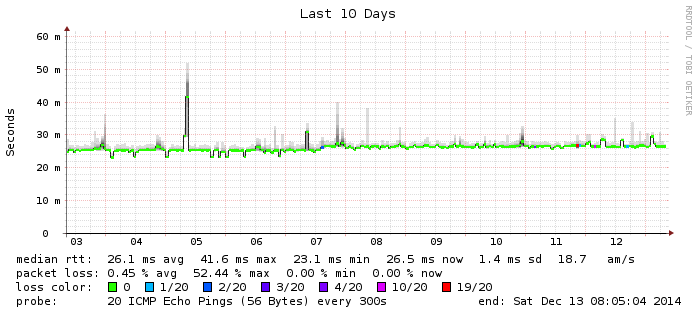 Last 10 Days
RRDTOOL / TOBI OETIKER
Seconds
60 m
50 m
40 m
30 m
20 m
10 m
0
03 04 05 06 07 08 09 10 11 12
median rtt: 26.1 ms avg 41.6 ms max 23.1 ms min 26.5 ms now 1.4 ms sd 18.7 am/s
packet loss: 0.45 % avg 52.44 % max 0.00 % min 0.00 % now
loss color: 0 1/20 2/20 3/20 4/20 10/20 19/20
probe: 20 ICMP Echo Pings (56 Bytes) every 300s end: Sat Dec 13 08:05:04 2014